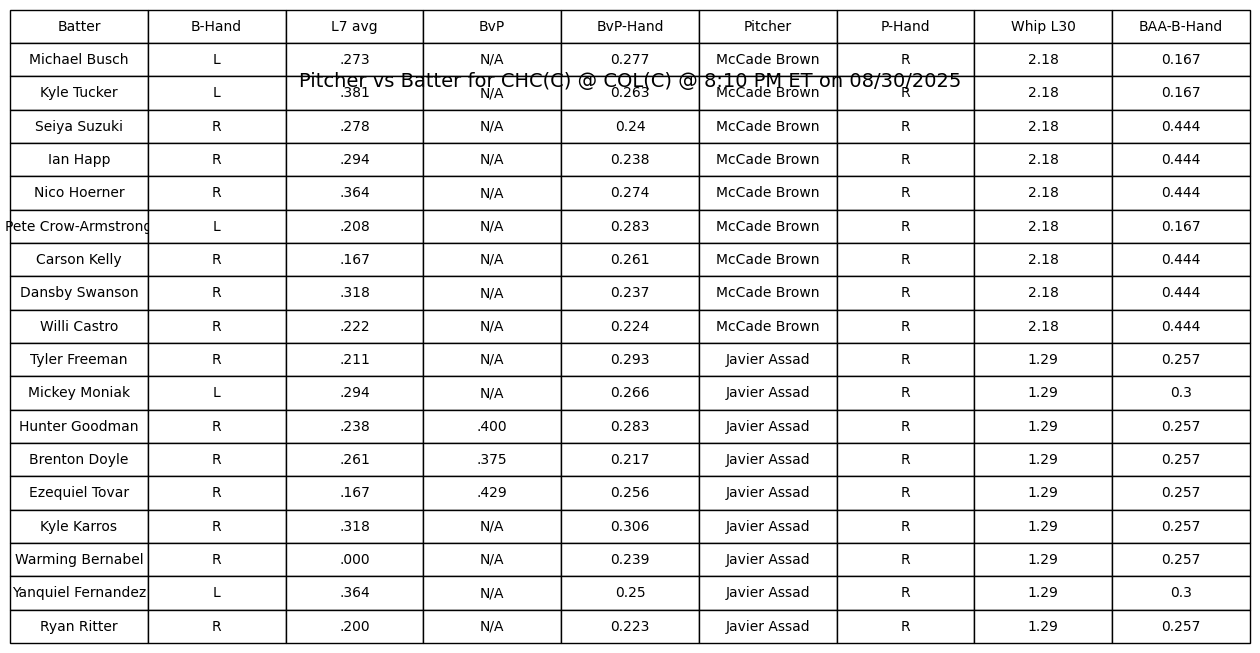 Batter B-Hand L7 avg BvP BvP-Hand Pitcher P-Hand Whip L30 BAA-B-Hand
Michael Busch L .273 N/A 0.277 McCade Brown R 2.18 0.167
Pitcher vs Batter for CHC(C) @ COL(C) @ 8:10 PM ET on 08/30/2025
Kyle Tucker L .381 N/A 0.263 McCade Brown R 2.18 0.167
Seiya Suzuki R .278 N/A 0.24 McCade Brown R 2.18 0.444
Ian Happ R .294 N/A 0.238 McCade Brown R 2.18 0.444
Nico Hoerner R .364 N/A 0.274 McCade Brown R 2.18 0.444
Pete Crow-Armstrong L .208 N/A 0.283 McCade Brown R 2.18 0.167
Carson Kelly R .167 N/A 0.261 McCade Brown R 2.18 0.444
Dansby Swanson R .318 N/A 0.237 McCade Brown R 2.18 0.444
Willi Castro R .222 N/A 0.224 McCade Brown R 2.18 0.444
Tyler Freeman R .211 N/A 0.293 Javier Assad R 1.29 0.257
Mickey Moniak L .294 N/A 0.266 Javier Assad R 1.29 0.3
Hunter Goodman R .238 .400 0.283 Javier Assad R 1.29 0.257
Brenton Doyle R .261 .375 0.217 Javier Assad R 1.29 0.257
Ezequiel Tovar R .167 .429 0.256 Javier Assad R 1.29 0.257
Kyle Karros R .318 N/A 0.306 Javier Assad R 1.29 0.257
Warming Bernabel R .000 N/A 0.239 Javier Assad R 1.29 0.257
Yanquiel Fernandez L .364 N/A 0.25 Javier Assad R 1.29 0.3
Ryan Ritter R .200 N/A 0.223 Javier Assad R 1.29 0.257